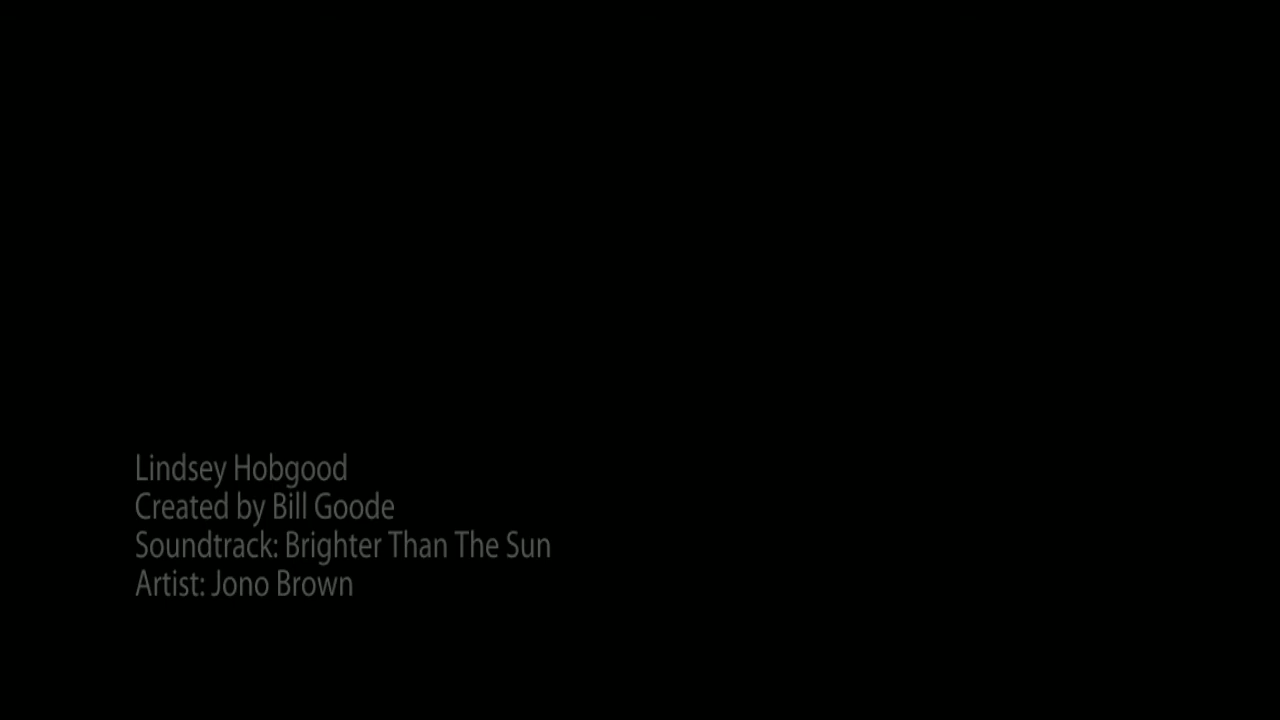 Lindsey Hobgood
Created by Bill Goode
Soundtrack: Brighter Than The Sun
Artist: Jono Brown